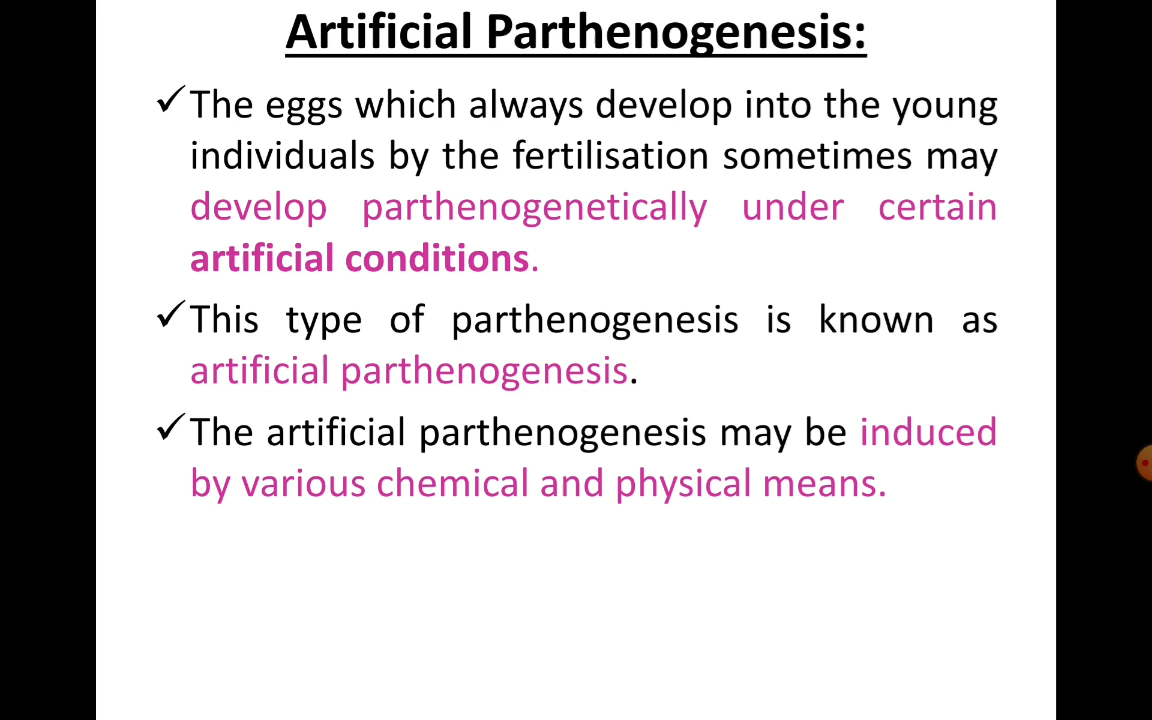 Artificial Parthenogenesis:
✓The eggs which always develop into the young
individuals by the fertilisation sometimes may
develop parthenogenetically under certain
artificial conditions.
✓This type of parthenogenesis is known as
artificial parthenogenesis.
✓The artificial parthenogenesis may be induced
by various chemical and physical means.